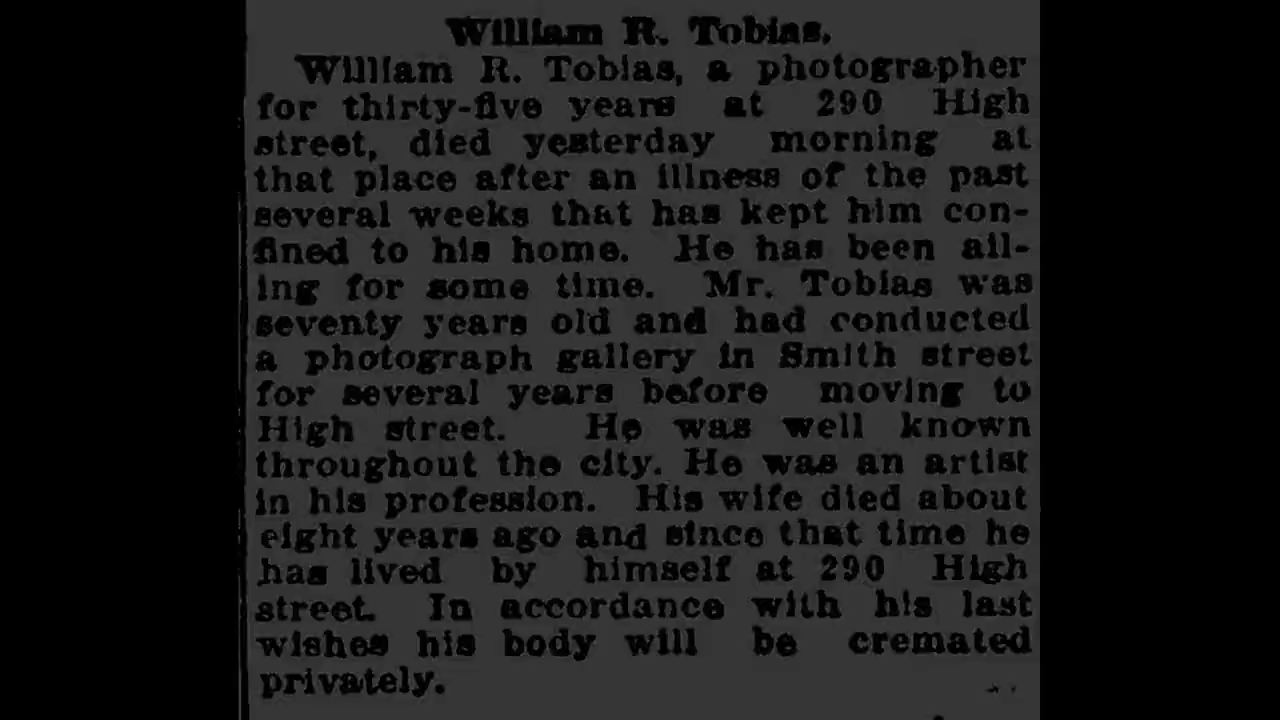 William R. Tobias.
William R. Tobias, a photographer
for thirty-five years at 290 High
street, died yesterday morning at
that place after an illness of the past
several weeks that has kept him con-
fined to his home. He has been ail-
ing for some time. Mr. Tobias was
seventy years old and had conducted
a photograph gallery in Smith street
for several years before moving to
High street. He was well known
throughout the city. He was an artist
in his profession. His wife died about
eight years ago and since that time he
has lived by himself at 290 High
street. In accordance with his last
wishes his body will be cremated
privately.